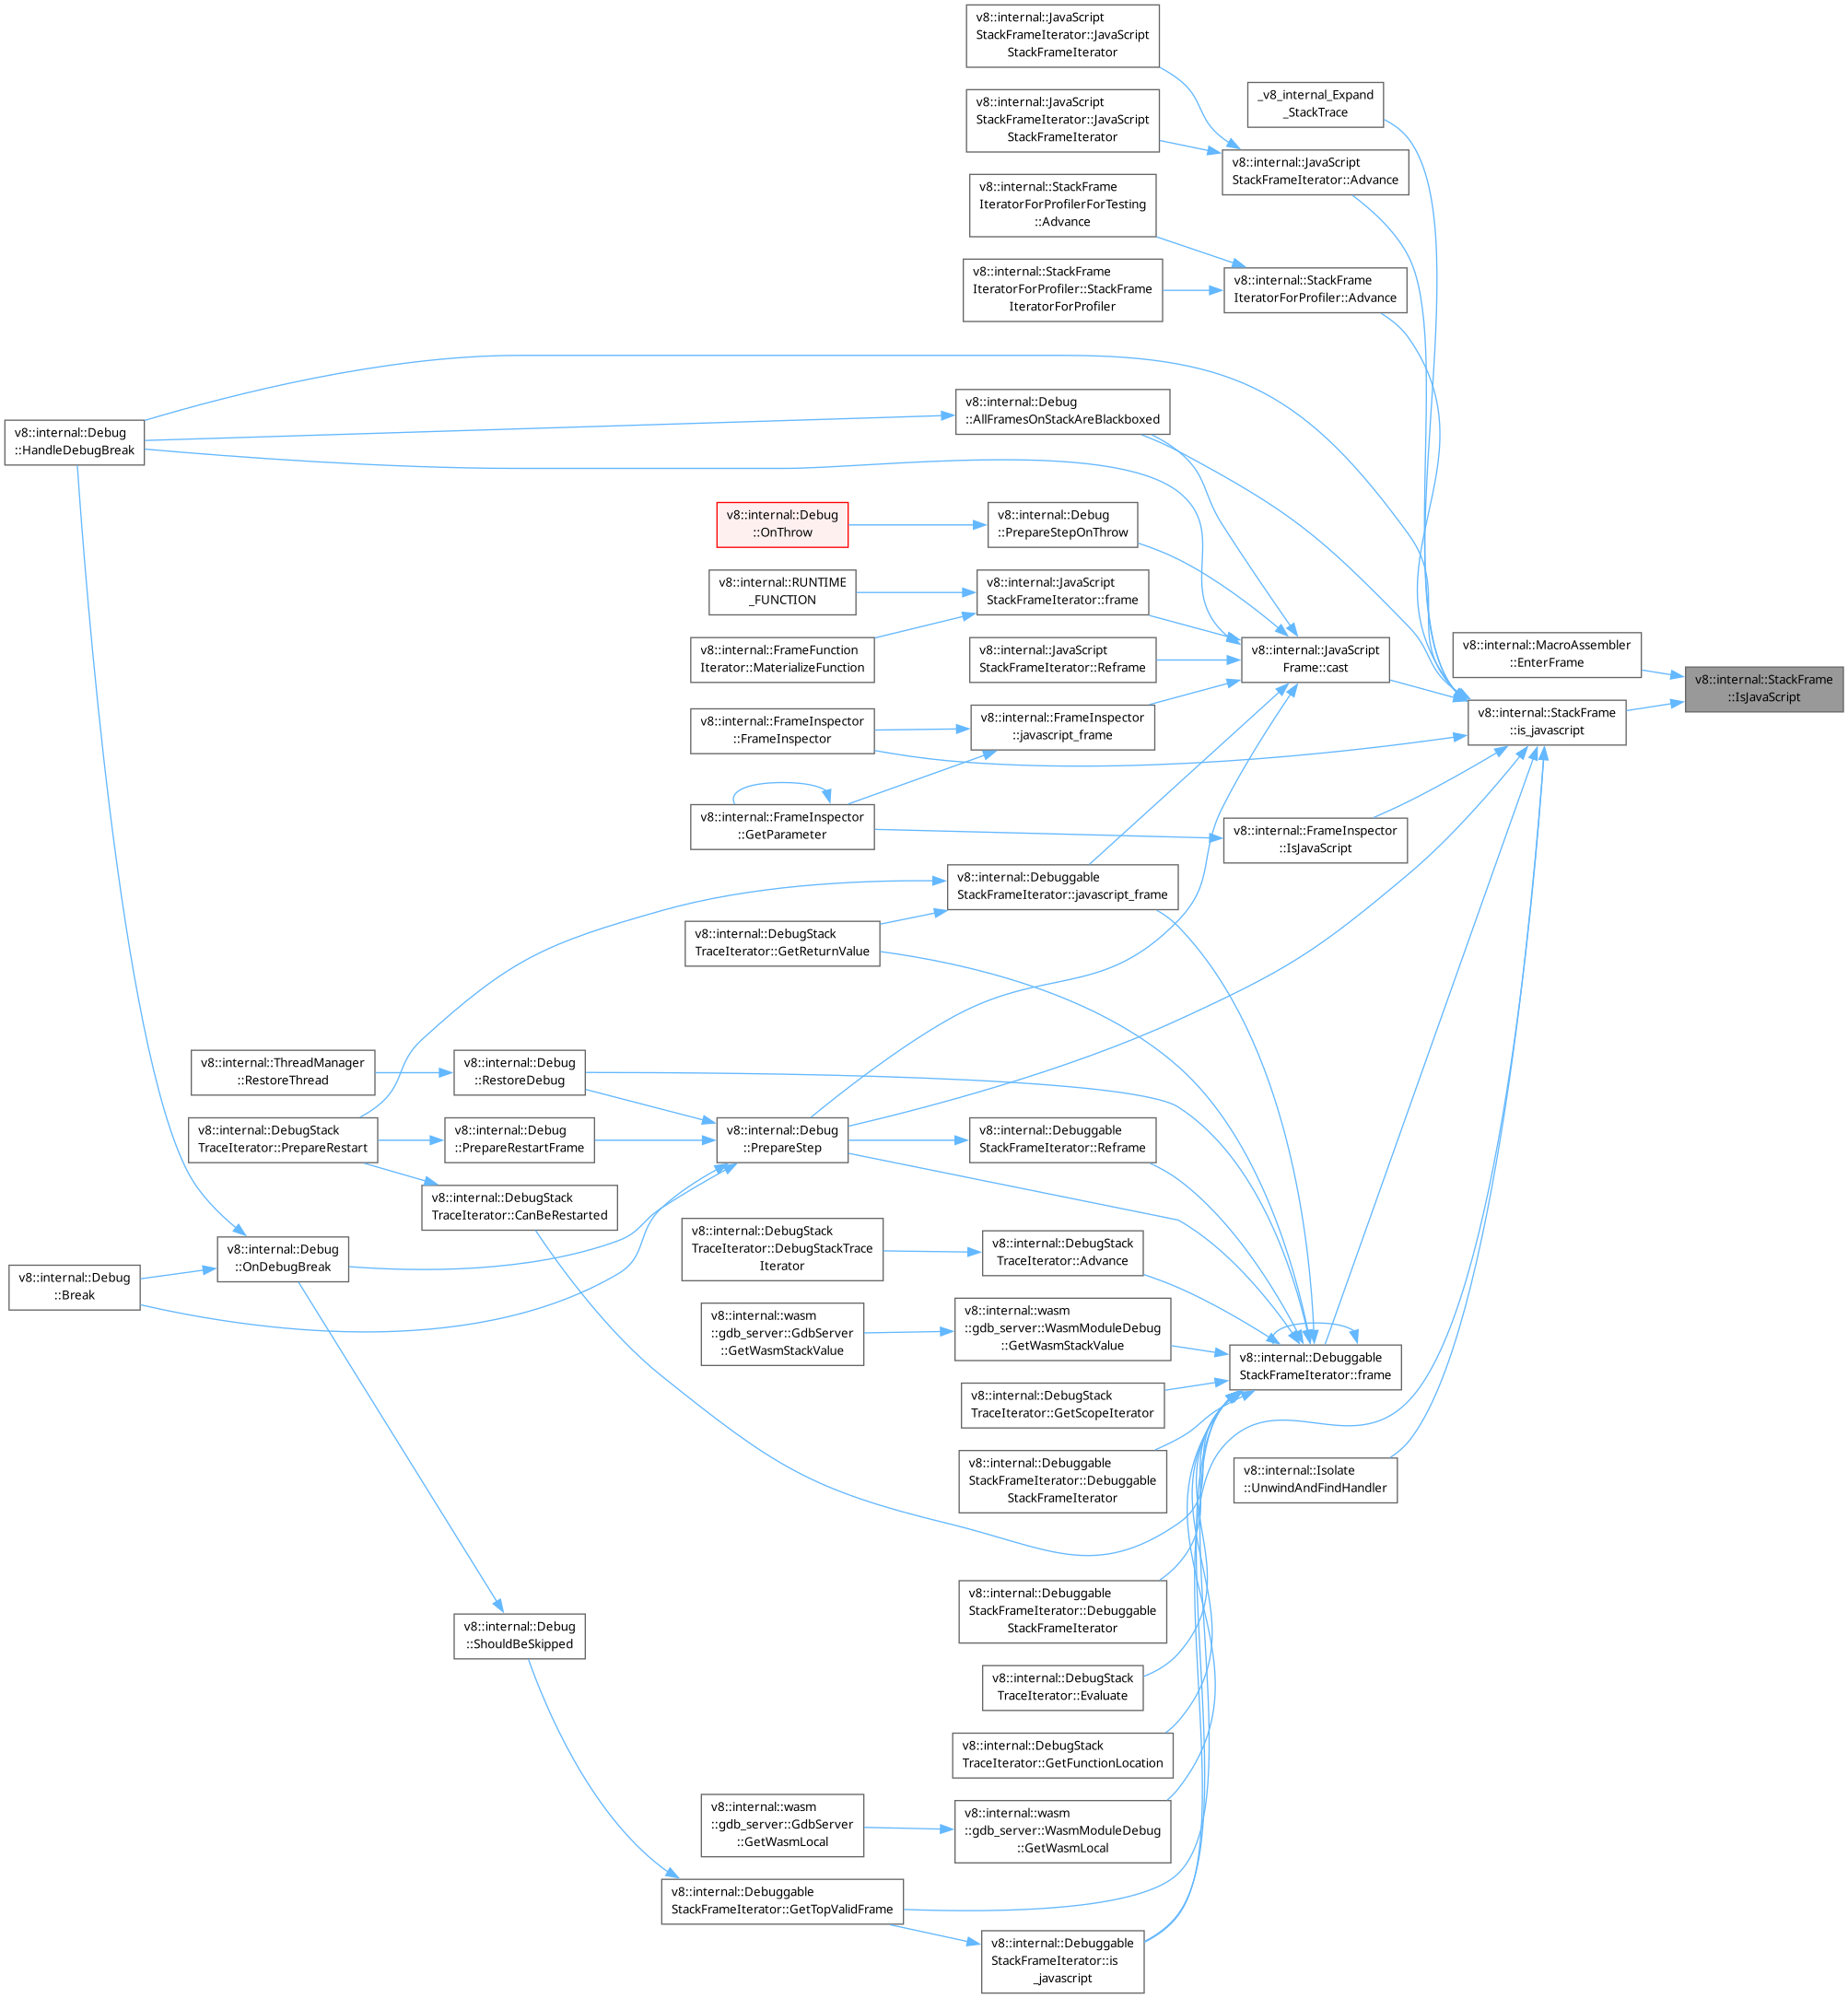 v8::internal::JavaScript
StackFrameIterator::JavaScript
StackFrameIterator
_v8_internal_Expand
_StackTrace
v8::internal::JavaScript
StackFrameIterator::JavaScript
StackFrameIterator
v8::internal::JavaScript
StackFrameIterator::Advance
v8::internal::StackFrame
IteratorForProfilerForTesting
::Advance
v8::internal::StackFrame
IteratorForProfiler::StackFrame
IteratorForProfiler
v8::internal::StackFrame
IteratorForProfiler::Advance
v8::internal::Debug
::HandleDebugBreak
v8::internal::Debug
::AllFramesOnStackAreBlackboxed
v8::internal::Debug
::OnThrow
v8::internal::Debug
::PrepareStepOnThrow
v8::internal::RUNTIME
_FUNCTION
v8::internal::JavaScript
StackFrameIterator::frame
v8::internal::FrameFunction
Iterator::MaterializeFunction
v8::internal::JavaScript
StackFrameIterator::Reframe
v8::internal::JavaScript
Frame::cast
v8::internal::MacroAssembler
::EnterFrame
v8::internal::StackFrame
::IsJavaScript
v8::internal::FrameInspector
::FrameInspector
v8::internal::FrameInspector
::javascript_frame
v8::internal::StackFrame
::is_javascript
v8::internal::FrameInspector
::GetParameter
v8::internal::FrameInspector
::IsJavaScript
v8::internal::Debuggable
StackFrameIterator::javascript_frame
v8::internal::DebugStack
TraceIterator::GetReturnValue
v8::internal::ThreadManager
::RestoreThread
v8::internal::Debug
::RestoreDebug
v8::internal::DebugStack
TraceIterator::PrepareRestart
v8::internal::Debug
::PrepareRestartFrame
v8::internal::Debug
::PrepareStep
v8::internal::Debuggable
StackFrameIterator::Reframe
v8::internal::DebugStack
TraceIterator::CanBeRestarted
v8::internal::Debug
::OnDebugBreak
v8::internal::Debug
::Break
v8::internal::DebugStack
TraceIterator::DebugStackTrace
Iterator
v8::internal::DebugStack
TraceIterator::Advance
v8::internal::wasm
::gdb_server::GdbServer
::GetWasmStackValue
v8::internal::wasm
::gdb_server::WasmModuleDebug
::GetWasmStackValue
v8::internal::Debuggable
StackFrameIterator::frame
v8::internal::DebugStack
TraceIterator::GetScopeIterator
v8::internal::Debuggable
StackFrameIterator::Debuggable
StackFrameIterator
v8::internal::Isolate
::UnwindAndFindHandler
v8::internal::Debuggable
StackFrameIterator::Debuggable
StackFrameIterator
v8::internal::Debug
::ShouldBeSkipped
v8::internal::DebugStack
TraceIterator::Evaluate
v8::internal::DebugStack
TraceIterator::GetFunctionLocation
v8::internal::wasm
::gdb_server::GdbServer
::GetWasmLocal
v8::internal::wasm
::gdb_server::WasmModuleDebug
::GetWasmLocal
v8::internal::Debuggable
StackFrameIterator::GetTopValidFrame
v8::internal::Debuggable
StackFrameIterator::is
_javascript